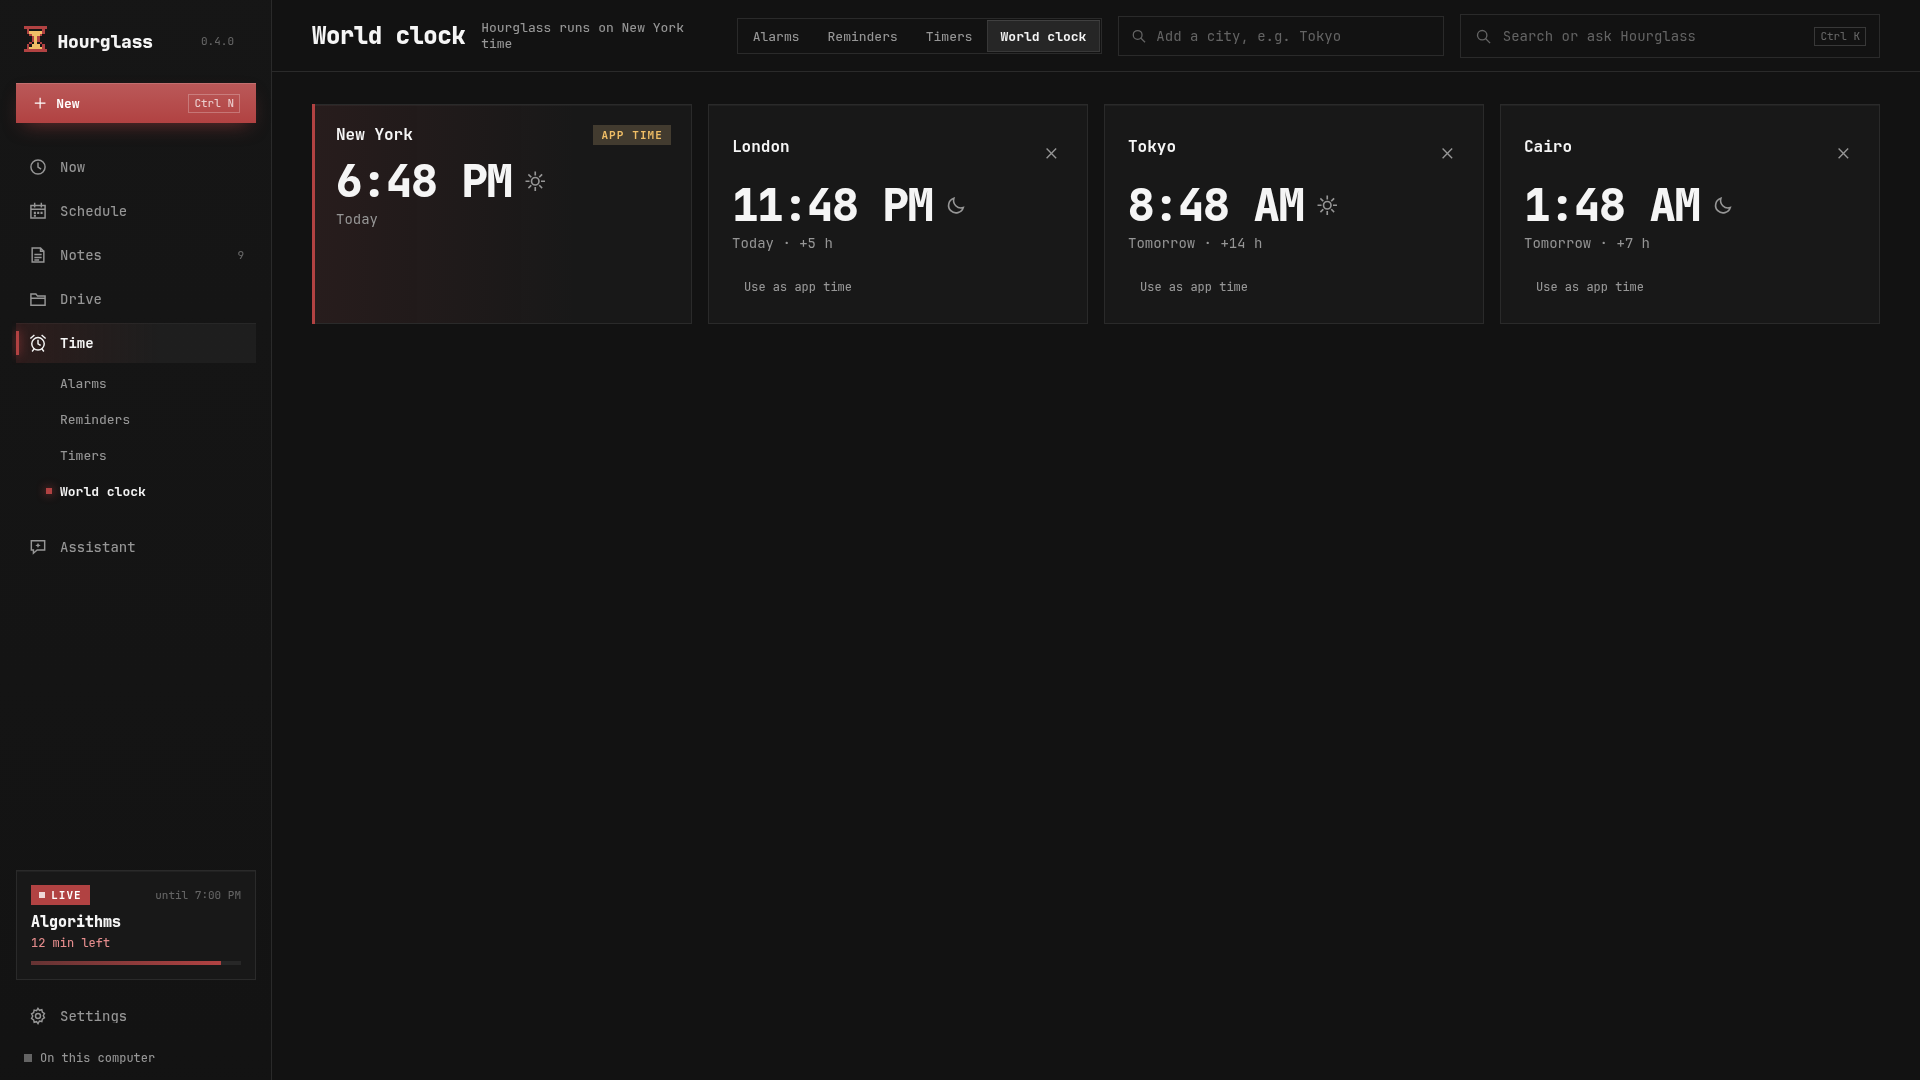 Hourglass
0.4.0
New
Ctrl N
Now
Schedule
Notes
9
Drive
Time
Alarms
Reminders
Timers
World clock
Assistant
LIVE
until 7:00 PM
Algorithms
12 min left
Settings
On this computer
World clock
Hourglass runs on New York
time
Alarms
Reminders
Timers
World clock
Add a city, e.g. Tokyo
Search or ask Hourglass
Ctrl K
New York
APP TIME
6:48 PM
Today
London
11:48 PM
Today · +5 h
Use as app time
Tokyo
8:48 AM
Tomorrow · +14 h
Use as app time
Cairo
1:48 AM
Tomorrow · +7 h
Use as app time